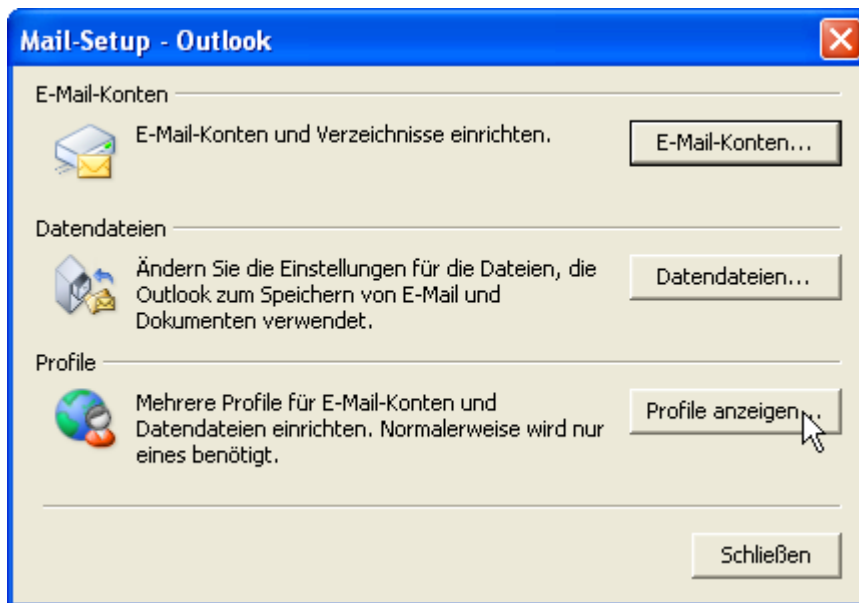 Mail-Setup - Outlook
E-Mail-Konten
E-Mail-Konten und Verzeichnisse einrichten.
E-Mail-Konten...
Datendateien
Ändern Sie die Einstellungen für die Dateien, die
Outlook zum Speichern von E-Mail und
Dokumenten verwendet.
Datendateien...
Profile
Mehrere Profile für E-Mail-Konten und
Datendateien einrichten. Normalerweise wird nur
eines benötigt.
Profile anzeigen...
Schließen